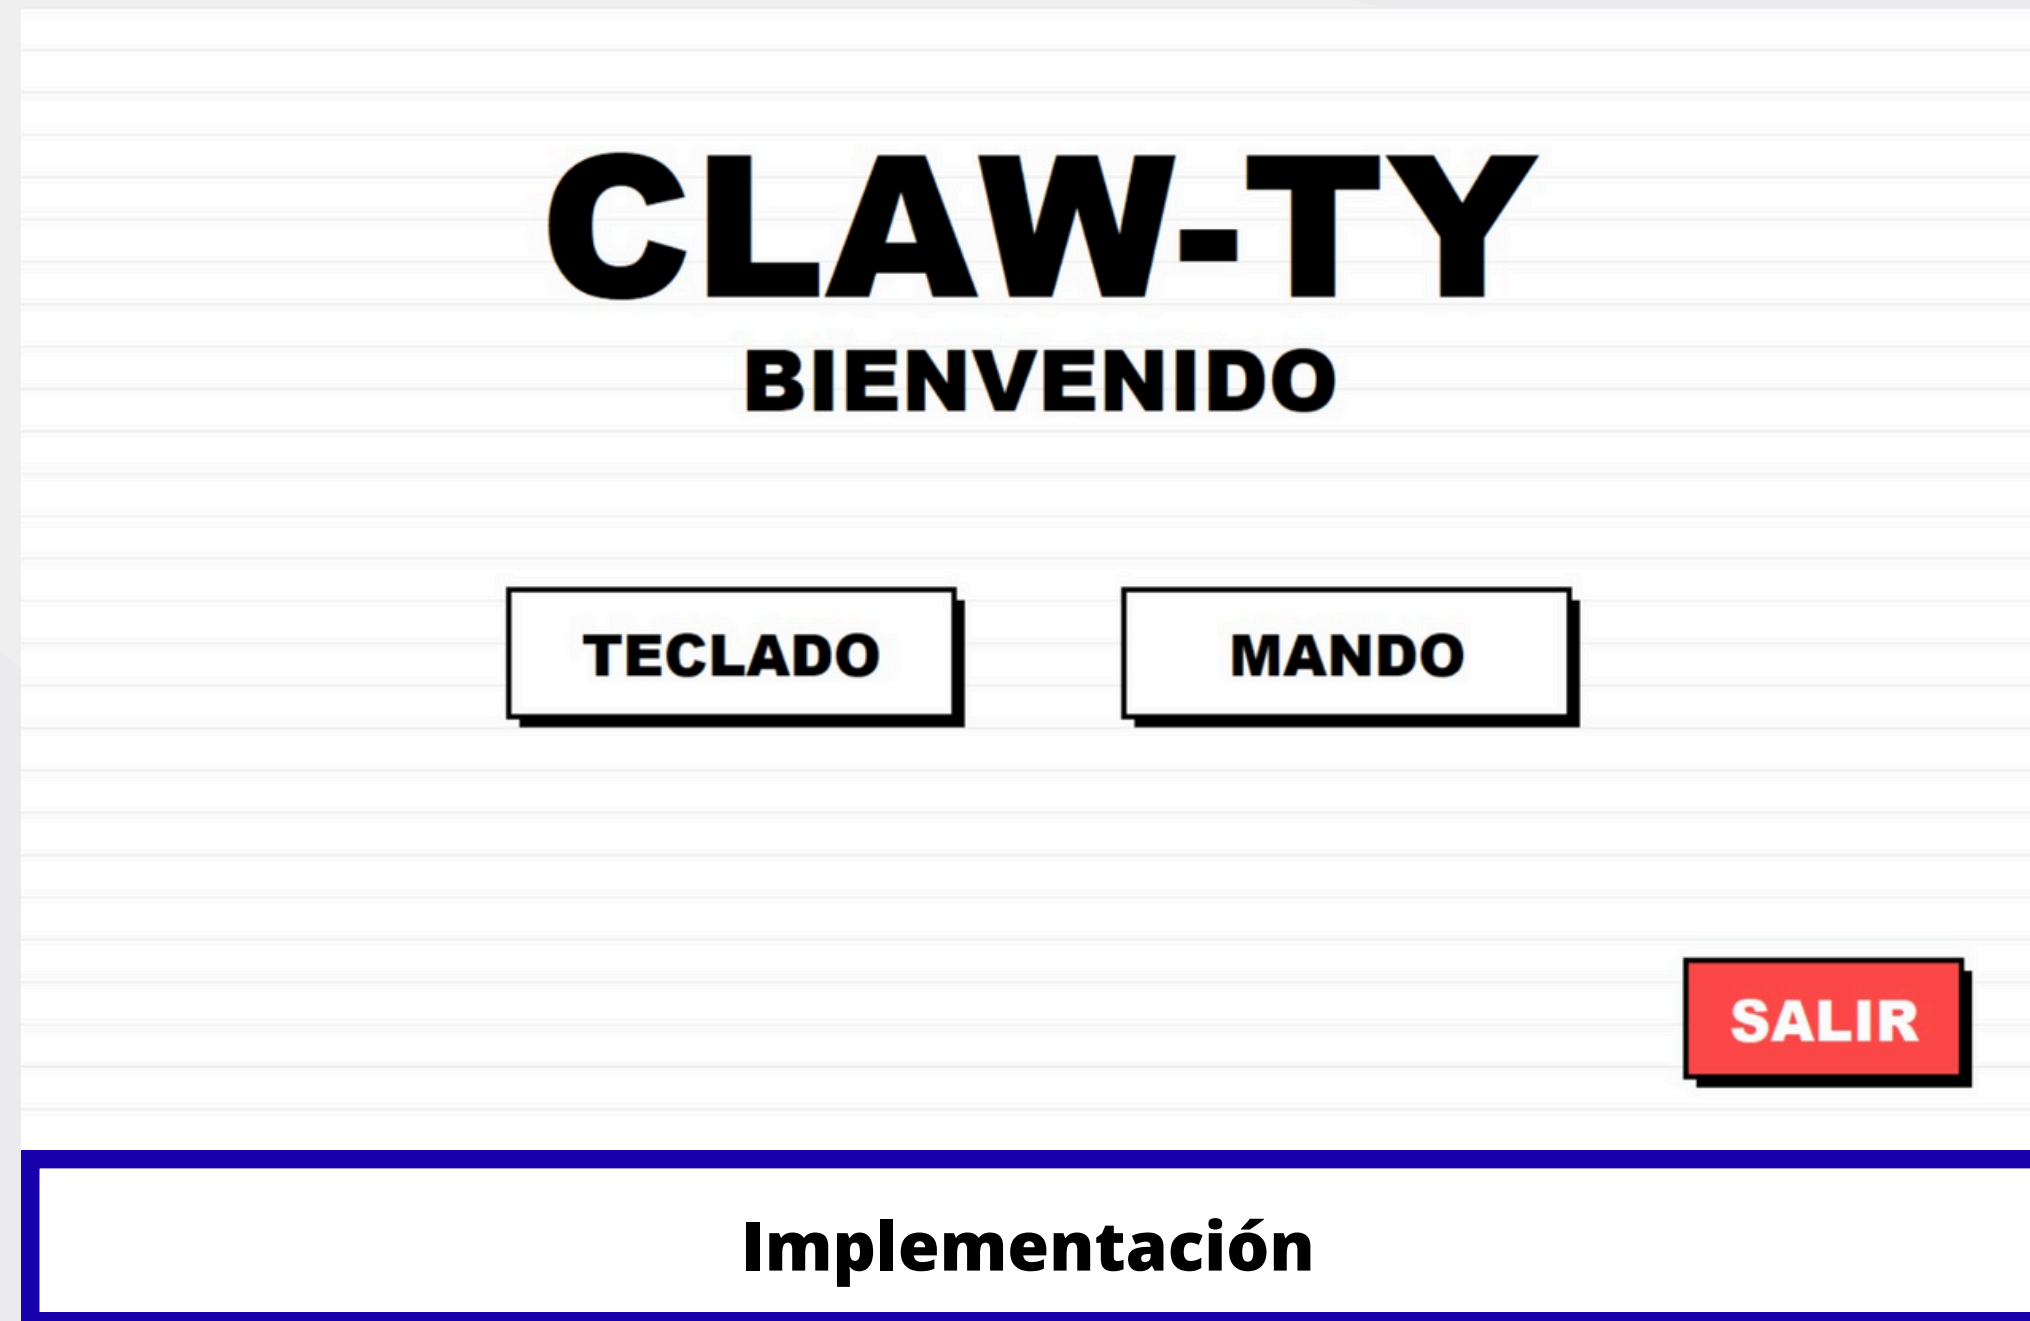 CLAW-TY
BIENVENIDO
TECLADO
MANDO
SALIR
Implementación